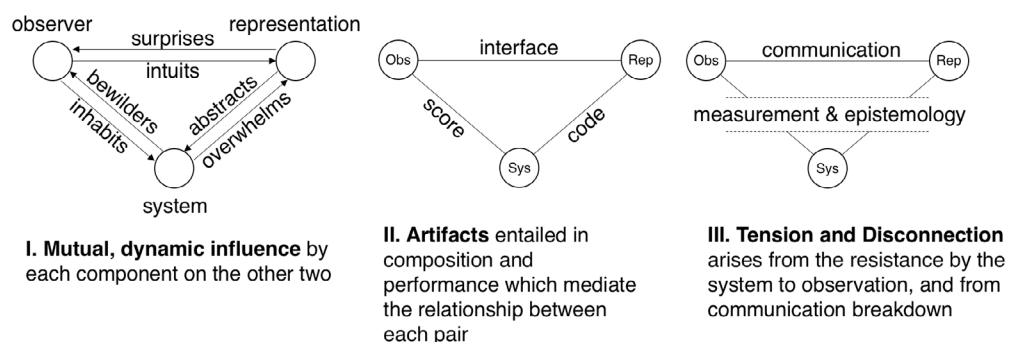 observer
representation
surprises
intuits
bewilders
inhabits
abstracts
overwhelms
system
I. Mutual, dynamic influence by
each component on the other two
Obs
interface
Rep
score
code
Sys
II. Artifacts entailed in
composition and
performance which mediate
the relationship between
each pair
Obs
communication
Rep
measurement & epistemology
Sys
III. Tension and Disconnection
arises from the resistance by the
system to observation, and from
communication breakdown